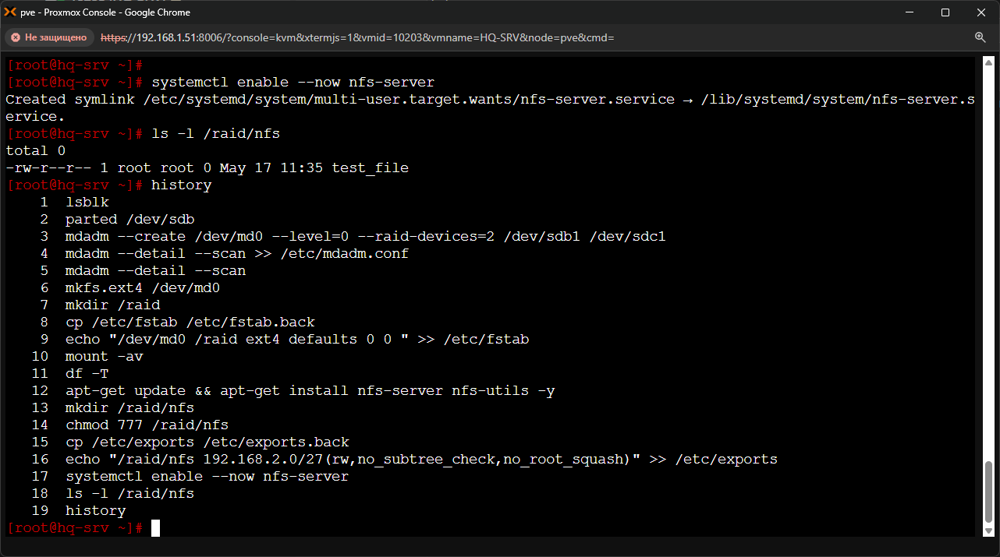 pve - Proxmox Console - Google Chrome
Не защищено https://192.168.1.51:8006/?console=kvm&xtermjs=1&vmid=10203&vmname=HQ-SRV&node=pve&cmd=
[root@hq-srv ~]#
[root@hq-srv ~]# systemctl enable --now nfs-server
Created symlink /etc/systemd/system/multi-user.target.wants/nfs-server.service → /lib/systemd/system/nfs-server.s
ervice.
[root@hq-srv ~]# ls -l /raid/nfs
total 0
-rw-r--r-- 1 root root 0 May 17 11:35 test_file
[root@hq-srv ~]# history
1 lsblk
2 parted /dev/sdb
3 mdadm --create /dev/md0 --level=0 --raid-devices=2 /dev/sdb1 /dev/sdc1
4 mdadm --detail --scan >> /etc/mdadm.conf
5 mdadm --detail --scan
6 mkfs.ext4 /dev/md0
7 mkdir /raid
8 cp /etc/fstab /etc/fstab.back
9 echo "/dev/md0 /raid ext4 defaults 0 0 " >> /etc/fstab
10 mount -av
11 df -T
12 apt-get update && apt-get install nfs-server nfs-utils -y
13 mkdir /raid/nfs
14 chmod 777 /raid/nfs
15 cp /etc/exports /etc/exports.back
16 echo "/raid/nfs 192.168.2.0/27(rw,no_subtree_check,no_root_squash)" >> /etc/exports
17 systemctl enable --now nfs-server
18 ls -l /raid/nfs
19 history
[root@hq-srv ~]#